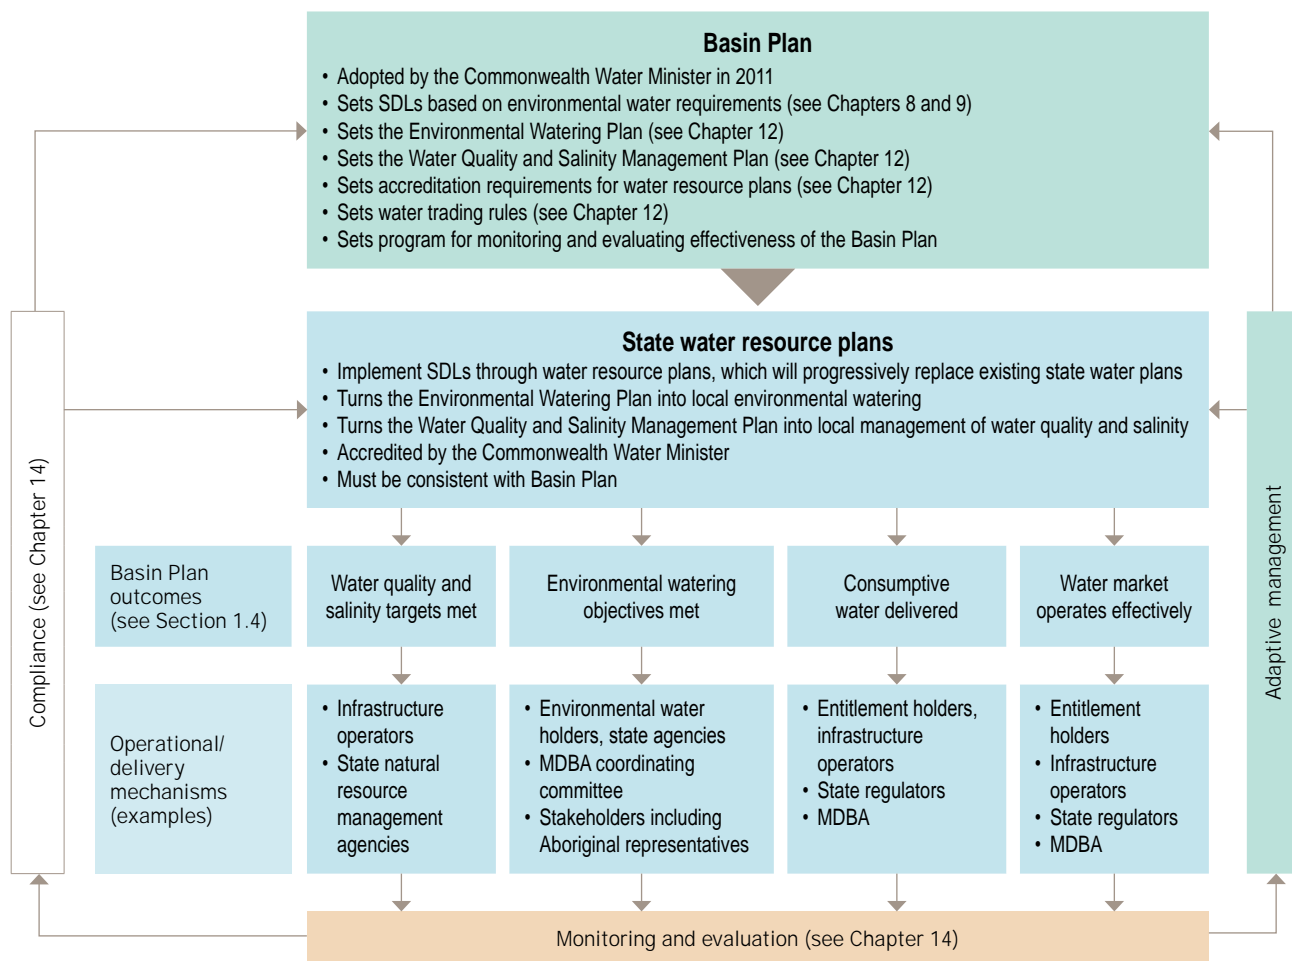 Basin Plan
• Adopted by the Commonwealth Water Minister in 2011
• Sets SDLs based on environmental water requirements (see Chapters 8 and 9)
• Sets the Environmental Watering Plan (see Chapter 12)
• Sets the Water Quality and Salinity Management Plan (see Chapter 12)
• Sets accreditation requirements for water resource plans (see Chapter 12)
• Sets water trading rules (see Chapter 12)
• Sets program for monitoring and evaluating effectiveness of the Basin Plan
State water resource plans
• Implement SDLs through water resource plans, which will progressively replace existing state water plans
• Turns the Environmental Watering Plan into local environmental watering
• Turns the Water Quality and Salinity Management Plan into local management of water quality and salinity
• Accredited by the Commonwealth Water Minister
• Must be consistent with Basin Plan
Compliance (see Chapter 14)
Adaptive management
Basin Plan
outcomes
(see Section 1.4)
Water quality and
salinity targets met
Environmental watering
objectives met
Consumptive
water delivered
Water market
operates effectively
Operational/
delivery
mechanisms
(examples)
• Infrastructure
operators
• State natural
resource
management
agencies
• Environmental water
holders, state agencies
• MDBA coordinating
committee
• Stakeholders including
Aboriginal representatives
• Entitlement holders,
infrastructure
operators
• State regulators
• MDBA
• Entitlement
holders
• Infrastructure
operators
• State regulators
• MDBA
Monitoring and evaluation (see Chapter 14)